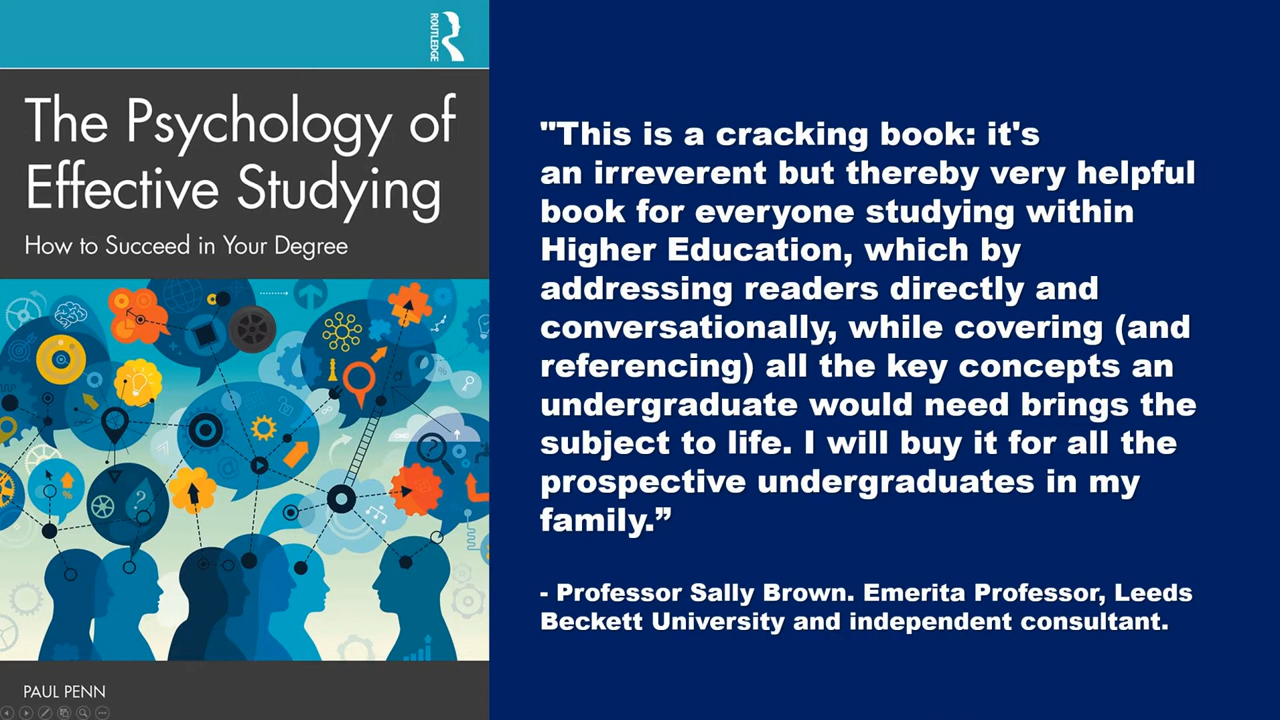 ROUTLEDGE
The Psychology of
Effective Studying
How to Succeed in Your Degree
PAUL PENN
"This is a cracking book: it's
an irreverent but thereby very helpful
book for everyone studying within
Higher Education, which by
addressing readers directly and
conversationally, while covering (and
referencing) all the key concepts an
undergraduate would need brings the
subject to life. I will buy it for all the
prospective undergraduates in my
family.”
- Professor Sally Brown. Emerita Professor, Leeds
Beckett University and independent consultant.